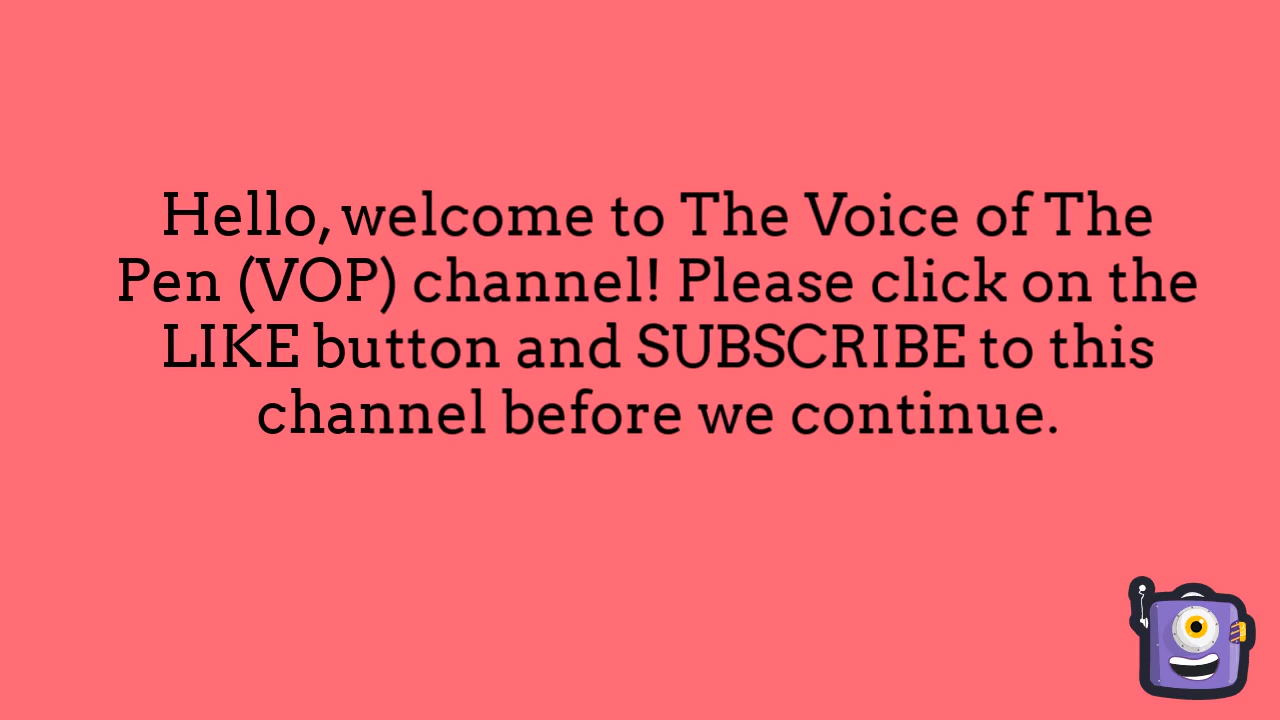 Hello, welcome to The Voice of The
Pen (VOP) channel! Please click on the
LIKE button and SUBSCRIBE to this
channel before we continue.